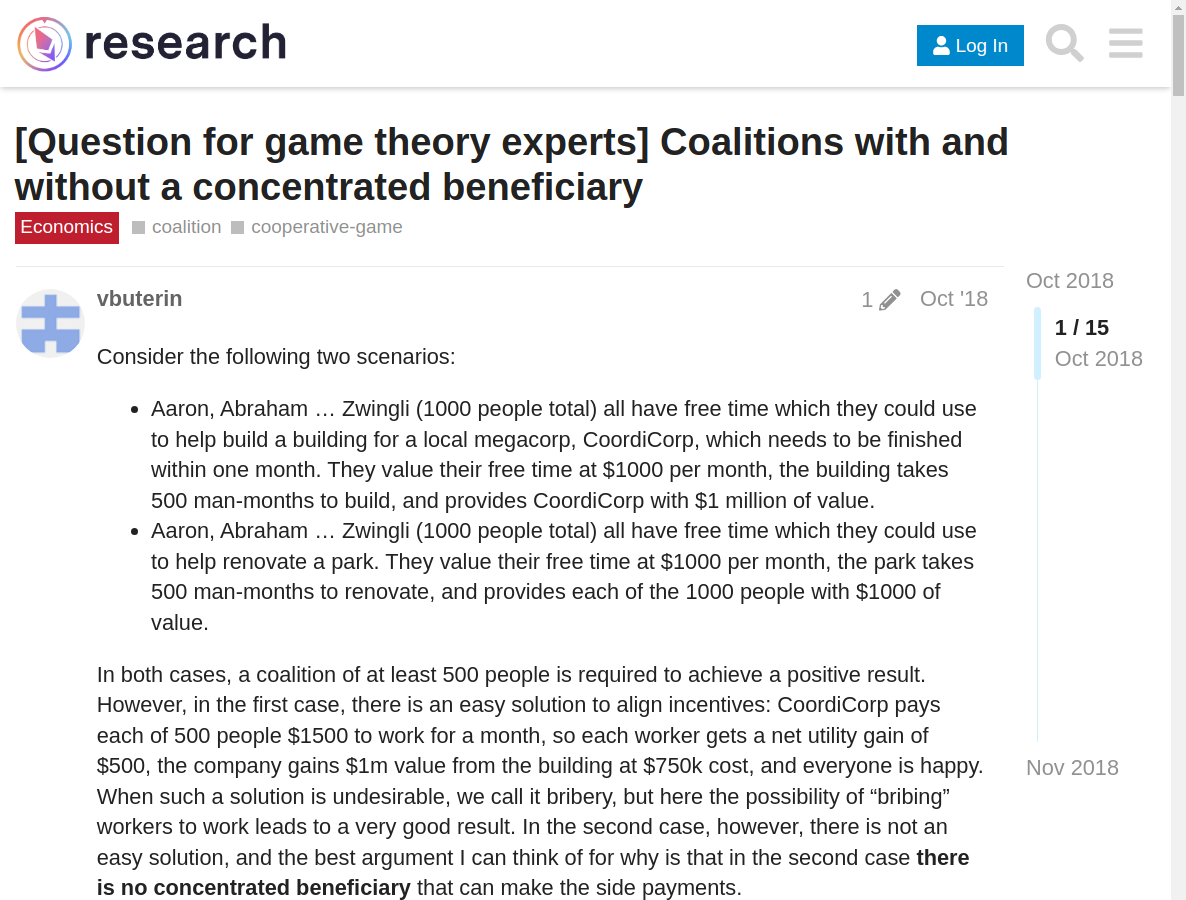 research
Log In
[Question for game theory experts] Coalitions with and
without a concentrated beneficiary
Economics coalition cooperative-game
Oct 2018
vbuterin 1 Oct '18
1 / 15
Oct 2018
Consider the following two scenarios:
Aaron, Abraham … Zwingli (1000 people total) all have free time which they could use
to help build a building for a local megacorp, CoordiCorp, which needs to be finished
within one month. They value their free time at $1000 per month, the building takes
500 man-months to build, and provides CoordiCorp with $1 million of value.
Aaron, Abraham … Zwingli (1000 people total) all have free time which they could use
to help renovate a park. They value their free time at $1000 per month, the park takes
500 man-months to renovate, and provides each of the 1000 people with $1000 of
value.
In both cases, a coalition of at least 500 people is required to achieve a positive result.
However, in the first case, there is an easy solution to align incentives: CoordiCorp pays
each of 500 people $1500 to work for a month, so each worker gets a net utility gain of
$500, the company gains $1m value from the building at $750k cost, and everyone is happy.
When such a solution is undesirable, we call it bribery, but here the possibility of “bribing”
workers to work leads to a very good result. In the second case, however, there is not an
easy solution, and the best argument I can think of for why is that in the second case there
is no concentrated beneficiary that can make the side payments.
Nov 2018